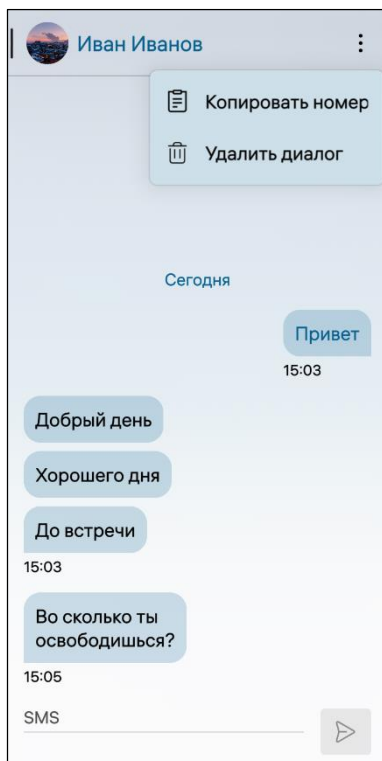 Иван Иванов
Копировать номер
Удалить диалог
Сегодня
Привет
15:03
Добрый день
Хорошего дня
До встречи
15:03
Во сколько ты
освободишься?
15:05
SMS